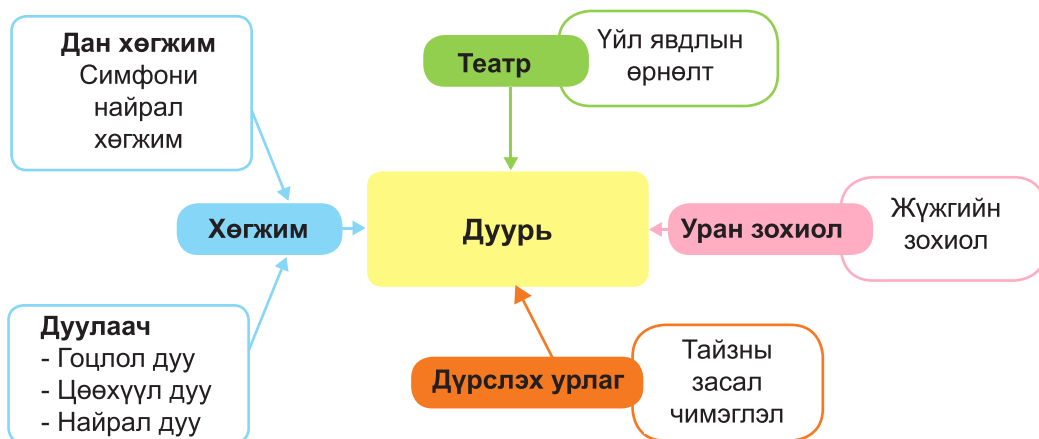 Дан хөгжим
Симфони
найрал
хөгжим
Театр
Үйл явдлын
өрнөлт
Хөгжим
Дуурь
Уран зохиол
Жүжгийн
зохиол
Дуулаач
- Гоцлол дуу
- Цөөхүүл дуу
- Найрал дуу
Дүрслэх урлаг
Тайзны
засал
чимэглэл